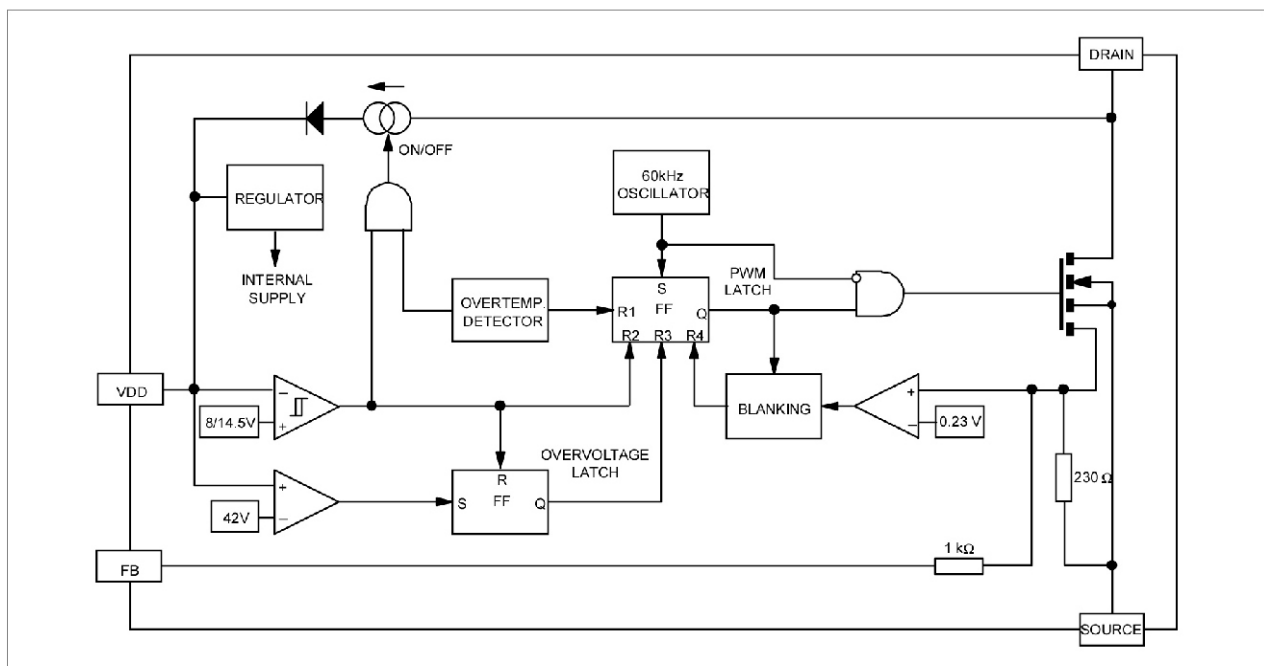 DRAIN
ON/OFF
60kHz
OSCILLATOR
REGULATOR
INTERNAL
SUPPLY
PWM
LATCH
OVERTEMP.
DETECTOR
S
FF
R1
Q
R2
R3
R4
VDD
8/14.5V
−
+
BLANKING
+
−
0.23 V
OVERVOLTAGE
LATCH
R
FF
S
Q
+
−
42V
230 Ω
1 kΩ
FB
SOURCE